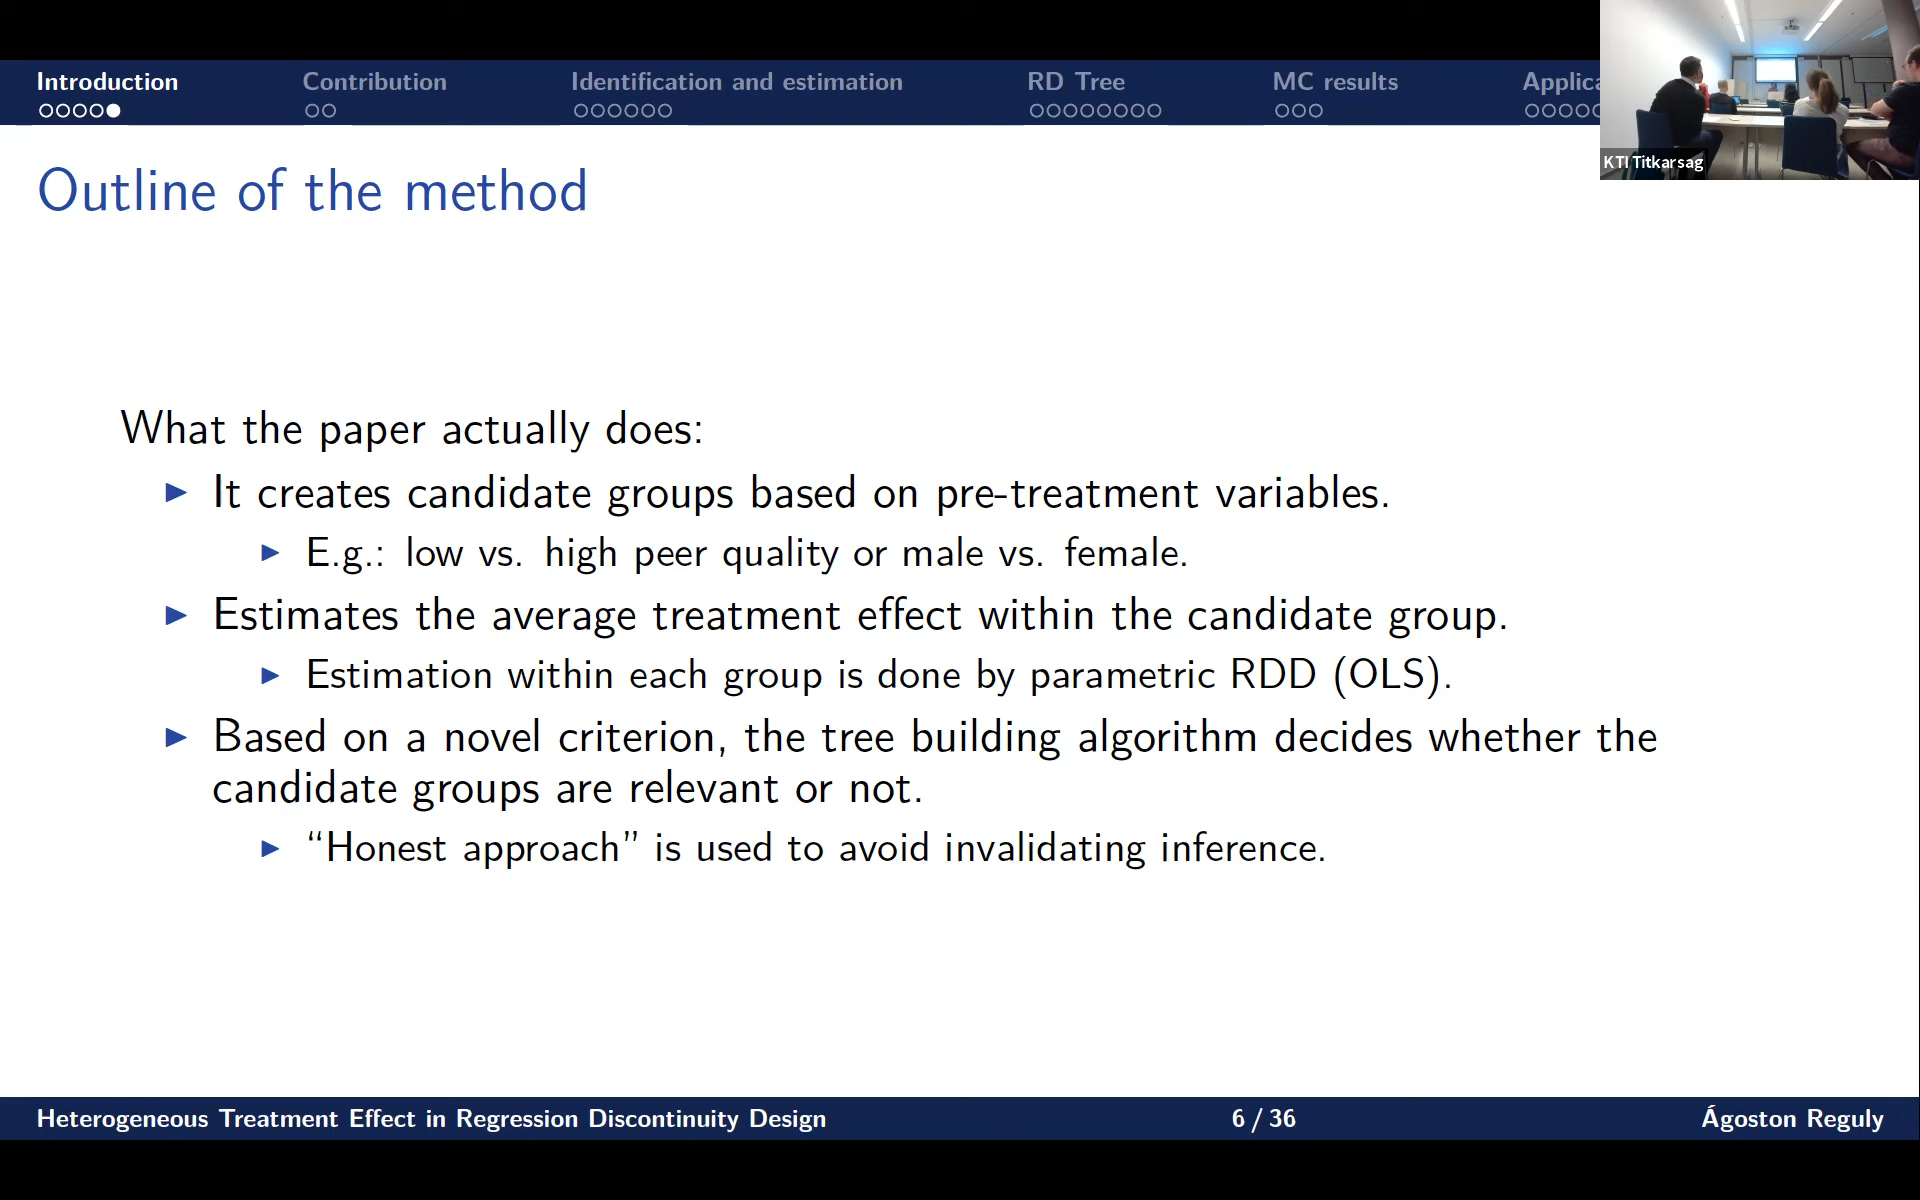 Introduction
Contribution
Identification and estimation
RD Tree
MC results
Applica
KTI Titkarsag
Outline of the method
What the paper actually does:
It creates candidate groups based on pre-treatment variables.
E.g.: low vs. high peer quality or male vs. female.
Estimates the average treatment effect within the candidate group.
Estimation within each group is done by parametric RDD (OLS).
Based on a novel criterion, the tree building algorithm decides whether the
candidate groups are relevant or not.
“Honest approach” is used to avoid invalidating inference.
Heterogeneous Treatment Effect in Regression Discontinuity Design
6 / 36
Ágoston Reguly